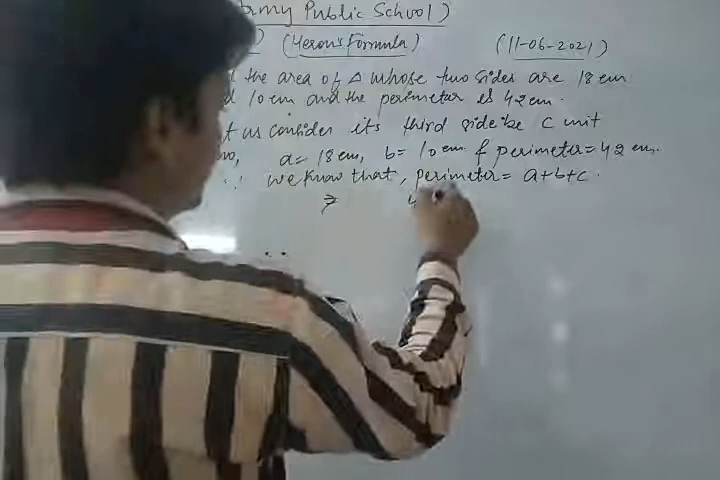 Public School)
(Heron's Formula) (11-06-2021)
the area of △ whose two sides are 18 cm
10 cm and the perimeter is 42 cm.
us consider its third side be C unit
a= 18 cm, b= 10 cm & perimeter= 42 cm.
∵ we know that, perimeter= a+b+c.
⇒ 4